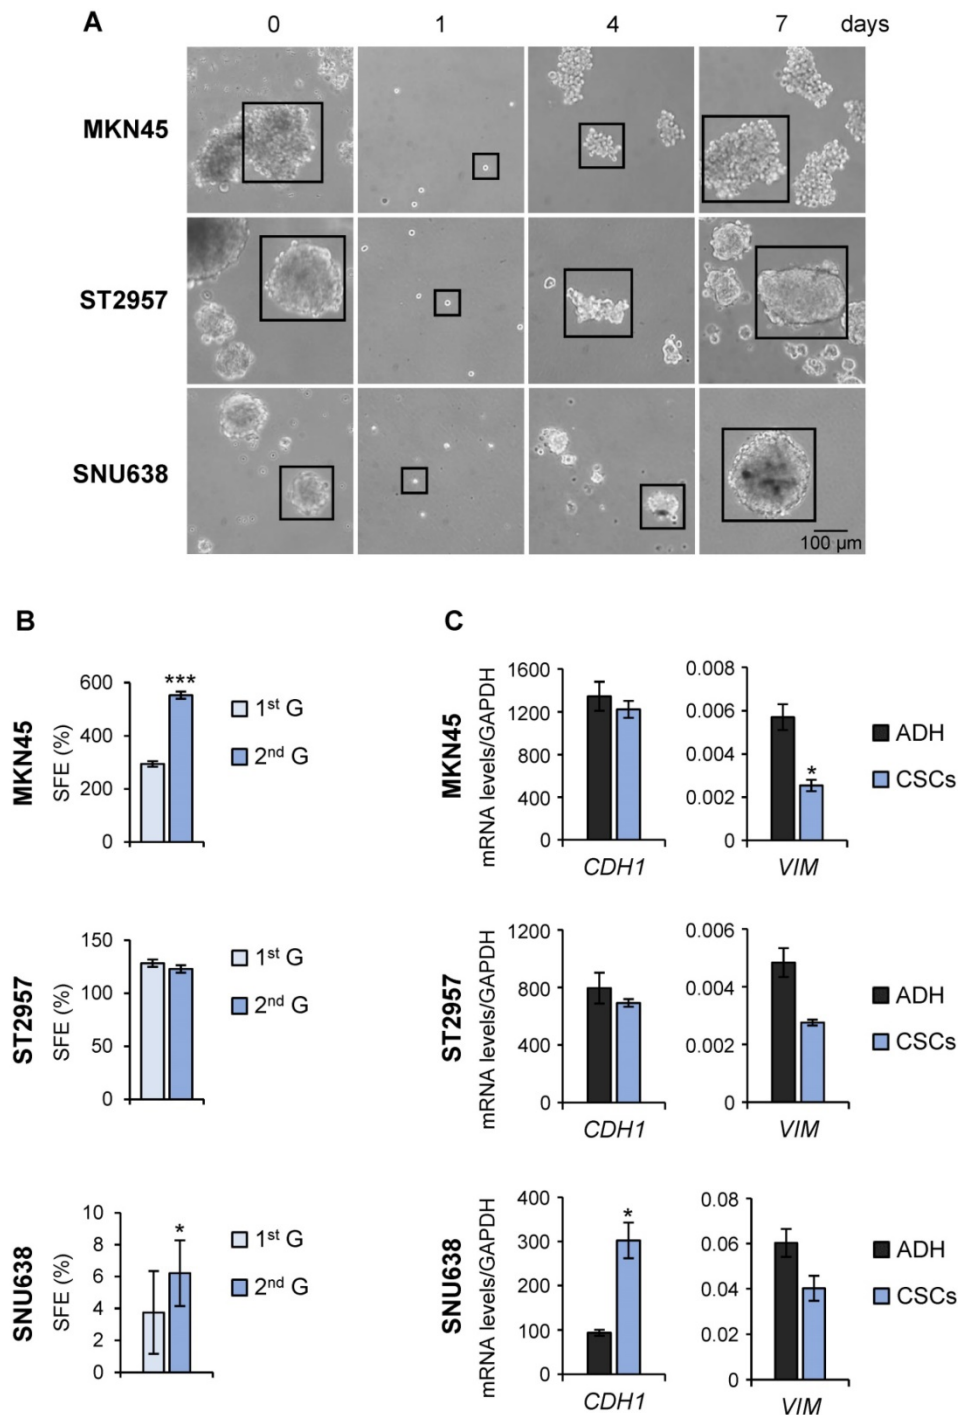 A 0 1 4 7 days
MKN45
ST2957
SNU638
100 µm
B
MKN45
SFE (%)
600
400
200
0
***
1st G
2nd G
ST2957
SFE (%)
150
100
50
0
1st G
2nd G
SNU638
SFE (%)
10
8
6
4
2
0
*
1st G
2nd G
C
MKN45
mRNA levels/GAPDH
1600
1200
800
400
0
CDH1
0.008
0.006
0.004
0.002
0
*
VIM
ADH
CSCs
ST2957
mRNA levels/GAPDH
1200
800
400
0
CDH1
0.006
0.004
0.002
0
VIM
ADH
CSCs
SNU638
mRNA levels/GAPDH
400
300
200
100
0
*
CDH1
0.08
0.06
0.04
0.02
0
VIM
ADH
CSCs